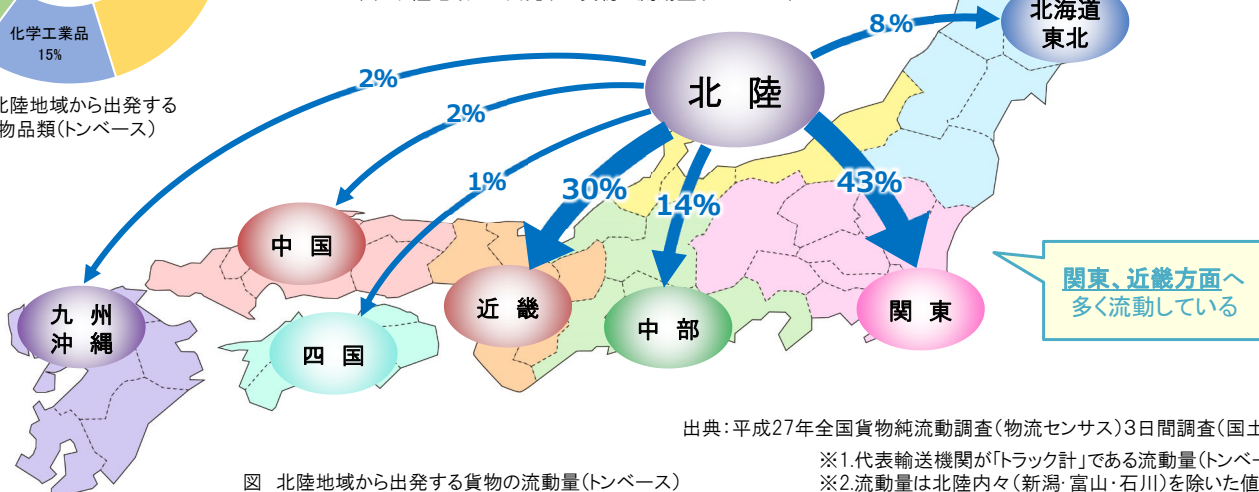 化学工業品
15%
北陸地域から出発する
物品類(トンベース)
2%
2%
1%
30%
14%
43%
8%
北 陸
北海道
東北
中 国
九 州
沖 縄
四 国
近 畿
中 部
関 東
関東、近畿方面へ
多く流動している
出典:平成27年全国貨物純流動調査(物流センサス)3日間調査(国土
※1.代表輸送機関が「トラック計」である流動量(トンベー
※2.流動量は北陸内々(新潟・富山・石川)を除いた値
図 北陸地域から出発する貨物の流動量(トンベース)